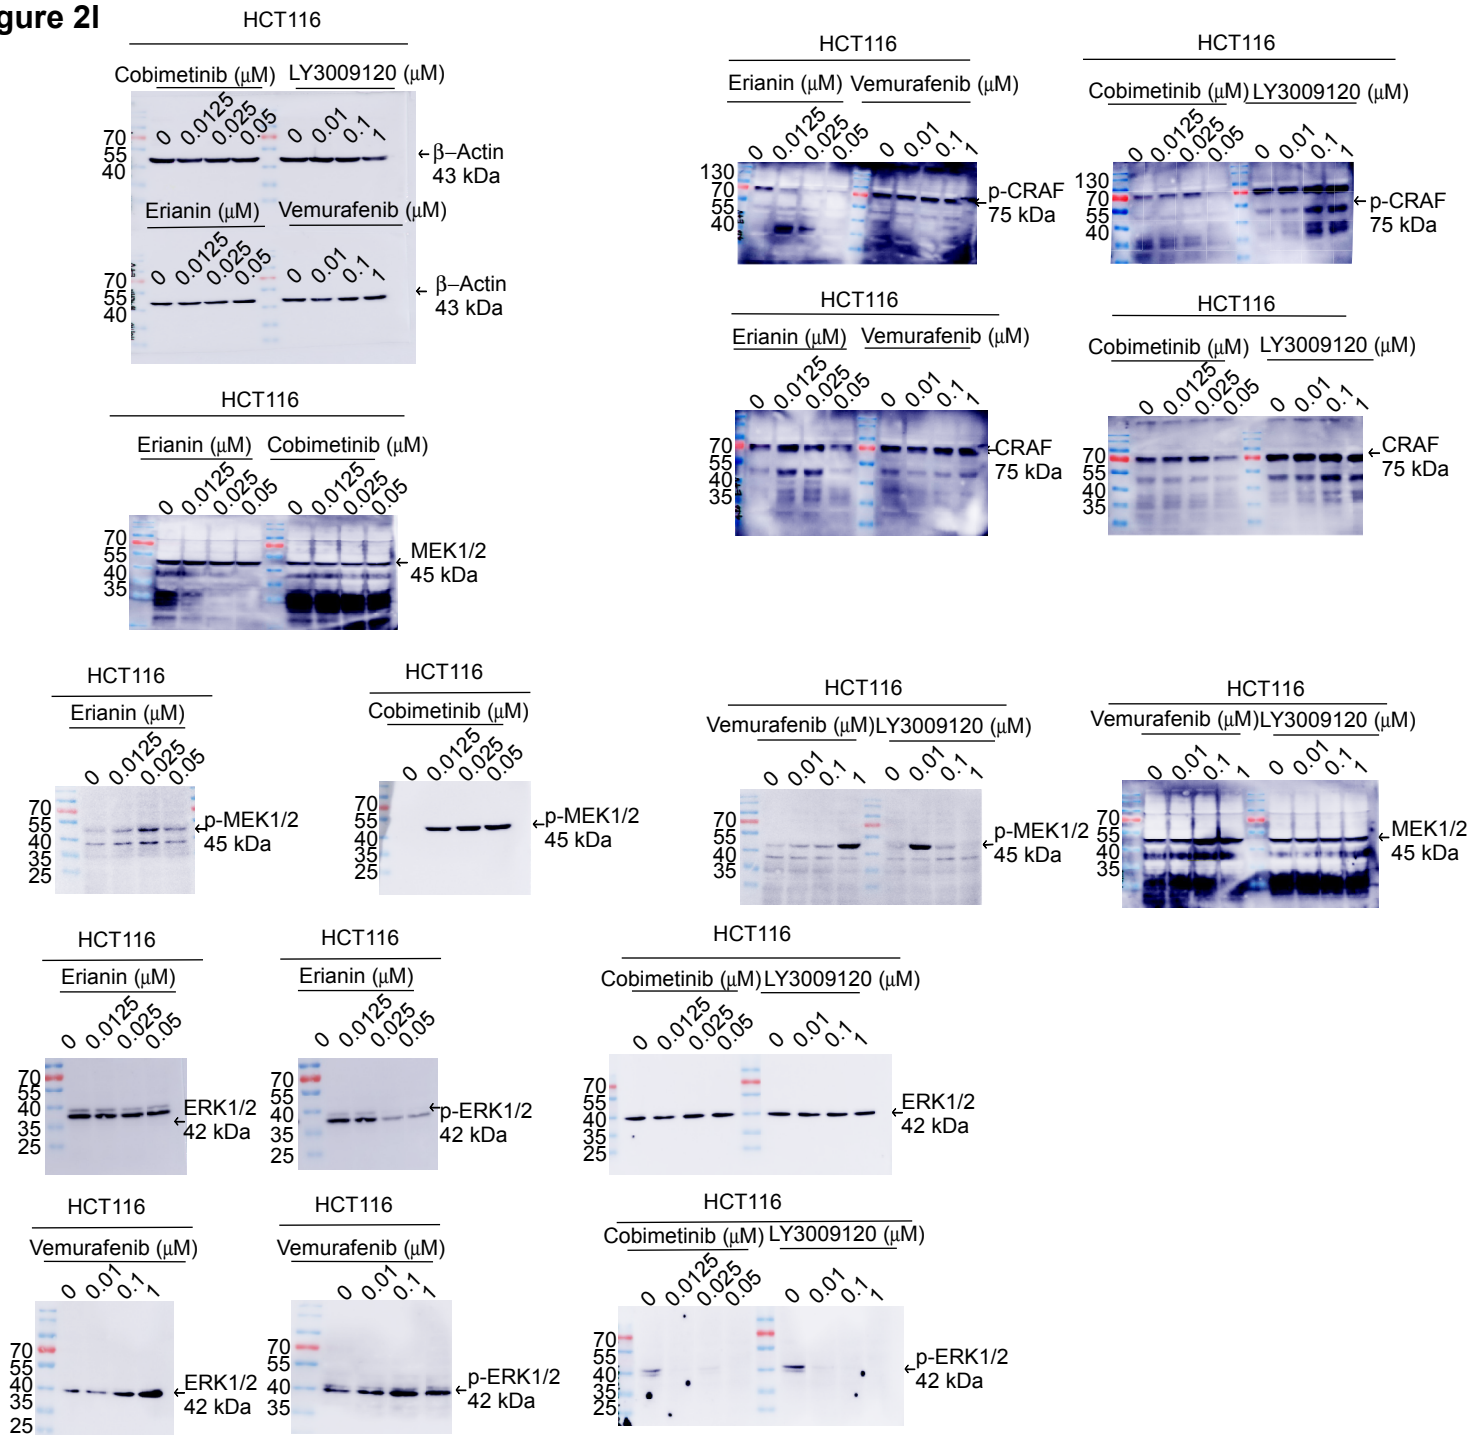 gure 2I
HCT116
Cobimetinib (μM) LY3009120 (μM)
0 0.0125 0.025 0.05 0 0.01 0.1 1
70
55
40
←β–Actin
43 kDa
Erianin (μM) Vemurafenib (μM)
0 0.0125 0.025 0.05 0 0.01 0.1 1
70
55
40
← β–Actin
43 kDa
HCT116
Erianin (μM) Vemurafenib (μM)
0 0.0125 0.025 0.05 0 0.01 0.1 1
130
70
55
40
←p-CRAF
75 kDa
HCT116
Cobimetinib (μM) LY3009120 (μM)
0 0.0125 0.025 0.05 0 0.01 0.1 1
130
70
55
40
←p-CRAF
75 kDa
HCT116
Erianin (μM) Vemurafenib (μM)
0 0.0125 0.025 0.05 0 0.01 0.1 1
70
55
40
35
←CRAF
75 kDa
HCT116
Cobimetinib (μM) LY3009120 (μM)
0 0.0125 0.025 0.05 0 0.01 0.1 1
70
55
40
35
←CRAF
75 kDa
HCT116
Erianin (μM) Cobimetinib (μM)
0 0.0125 0.025 0.05 0 0.0125 0.025 0.05
70
55
40
35
←MEK1/2
45 kDa
HCT116
Erianin (μM)
0 0.0125 0.025 0.05
70
55
40
35
25
←p-MEK1/2
45 kDa
HCT116
Cobimetinib (μM)
0 0.0125 0.025 0.05
70
55
40
35
25
←p-MEK1/2
45 kDa
HCT116
Vemurafenib (μM) LY3009120 (μM)
0 0.01 0.1 1 0 0.01 0.1 1
70
55
40
35
←p-MEK1/2
45 kDa
HCT116
Vemurafenib (μM) LY3009120 (μM)
0 0.01 0.1 1 0 0.01 0.1 1
70
55
40
35
←MEK1/2
45 kDa
HCT116
Erianin (μM)
0 0.0125 0.025 0.05
70
55
40
35
25
←ERK1/2
42 kDa
HCT116
Erianin (μM)
0 0.0125 0.025 0.05
70
55
40
35
25
←p-ERK1/2
42 kDa
HCT116
Cobimetinib (μM) LY3009120 (μM)
0 0.0125 0.025 0.05 0 0.01 0.1 1
70
55
40
35
25
←ERK1/2
42 kDa
HCT116
Vemurafenib (μM)
0 0.01 0.1 1
70
55
40
35
25
←ERK1/2
42 kDa
HCT116
Vemurafenib (μM)
0 0.01 0.1 1
70
40
35
←p-ERK1/2
42 kDa
HCT116
Cobimetinib (μM) LY3009120 (μM)
0 0.0125 0.025 0.05 0 0.01 0.1 1
70
55
40
35
25
←p-ERK1/2
42 kDa